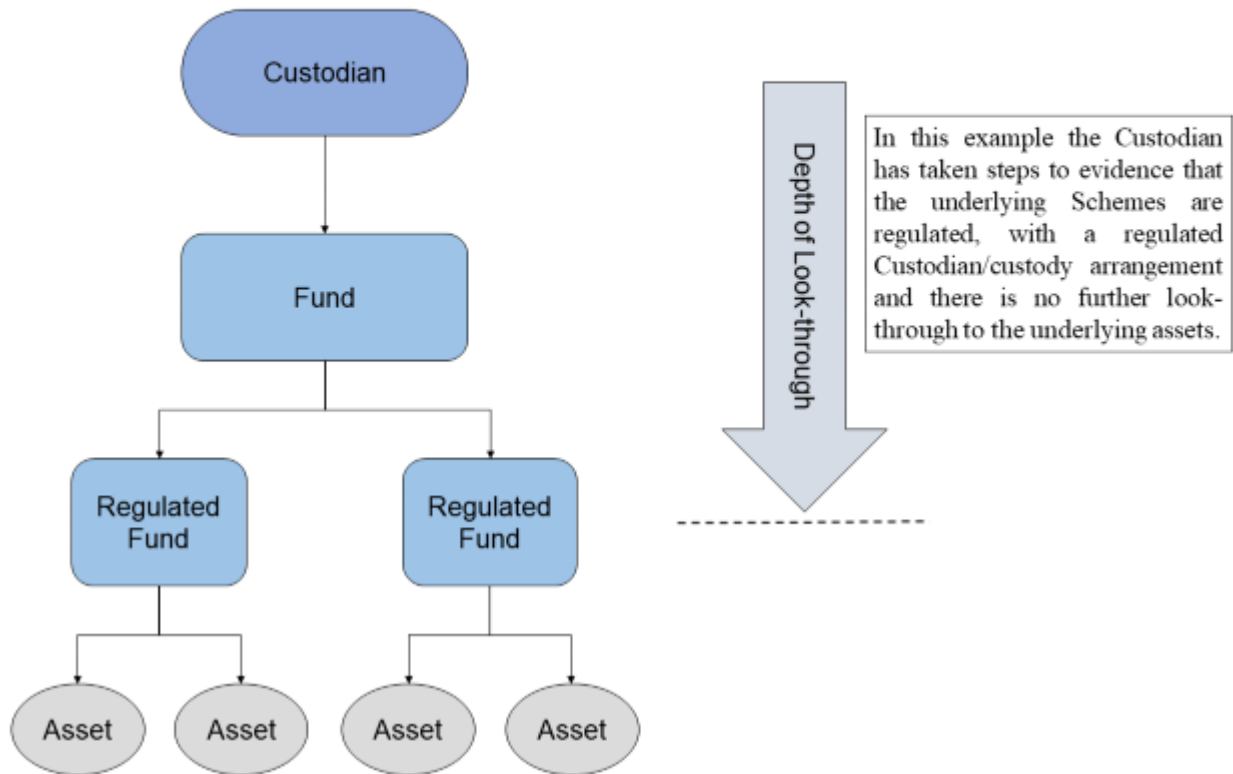 Custodian
Fund
Regulated
Fund
Regulated
Fund
Asset
Asset
Asset
Asset
Depth of Look-through
In this example the Custodian
has taken steps to evidence that
the underlying Schemes are
regulated, with a regulated
Custodian/custody arrangement
and there is no further look-
through to the underlying assets.